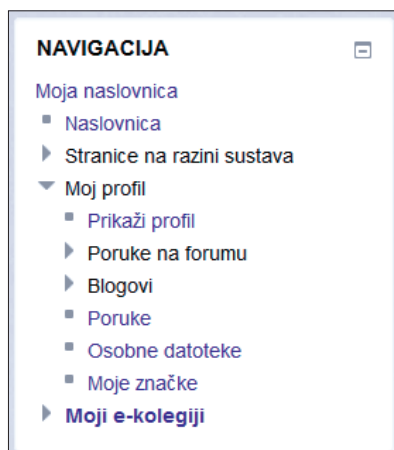 NAVIGACIJA
Moja naslovnica
Naslovnica
Stranice na razini sustava
Moj profil
Prikaži profil
Poruke na forumu
Blogovi
Poruke
Osobne datoteke
Moje značke
Moji e-kolegiji